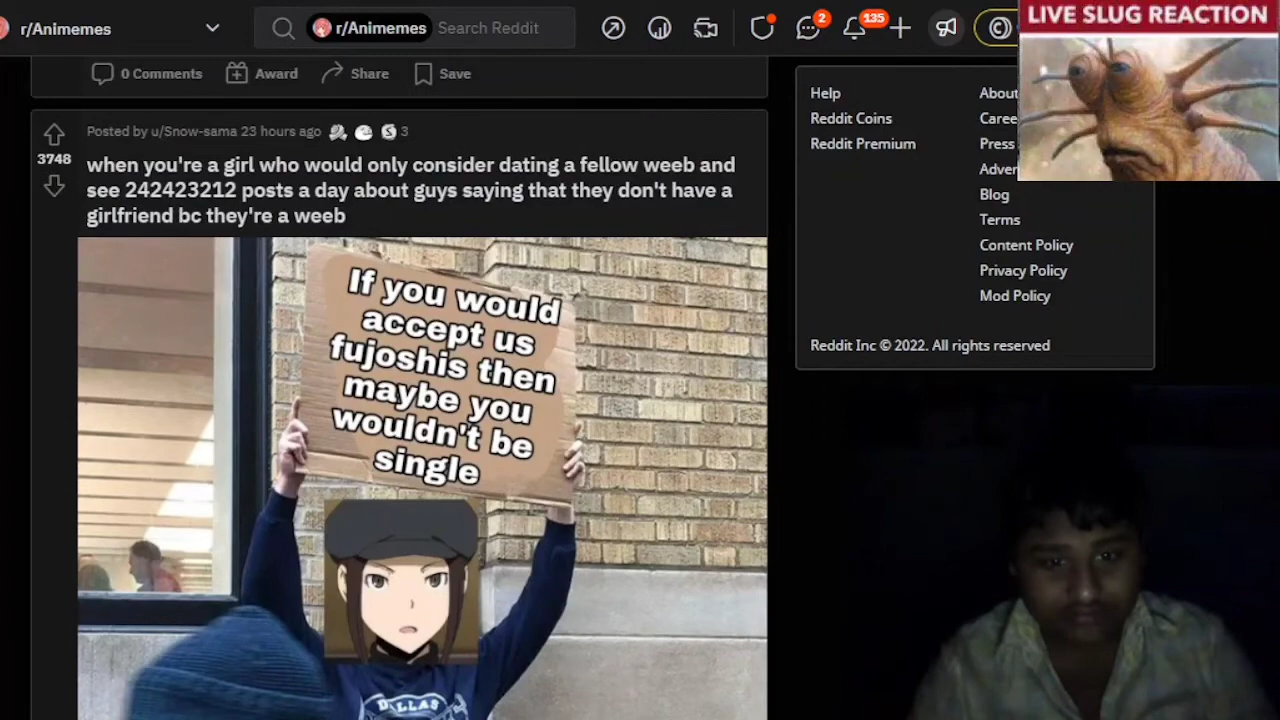 r/Animemes
r/Animemes Search Reddit
2
135
LIVE SLUG REACTION
0 Comments
Award
Share
Save
Help
Reddit Coins
Reddit Premium
About
Caree
Press
Adver
Blog
Terms
Content Policy
Privacy Policy
Mod Policy
Reddit Inc © 2022. All rights reserved
Posted by u/Snow-sama 23 hours ago
3
3748
when you're a girl who would only consider dating a fellow weeb and
see 242423212 posts a day about guys saying that they don't have a
girlfriend bc they're a weeb
If you would
accept us
fujoshis then
maybe you
wouldn't be
single
DALLAS